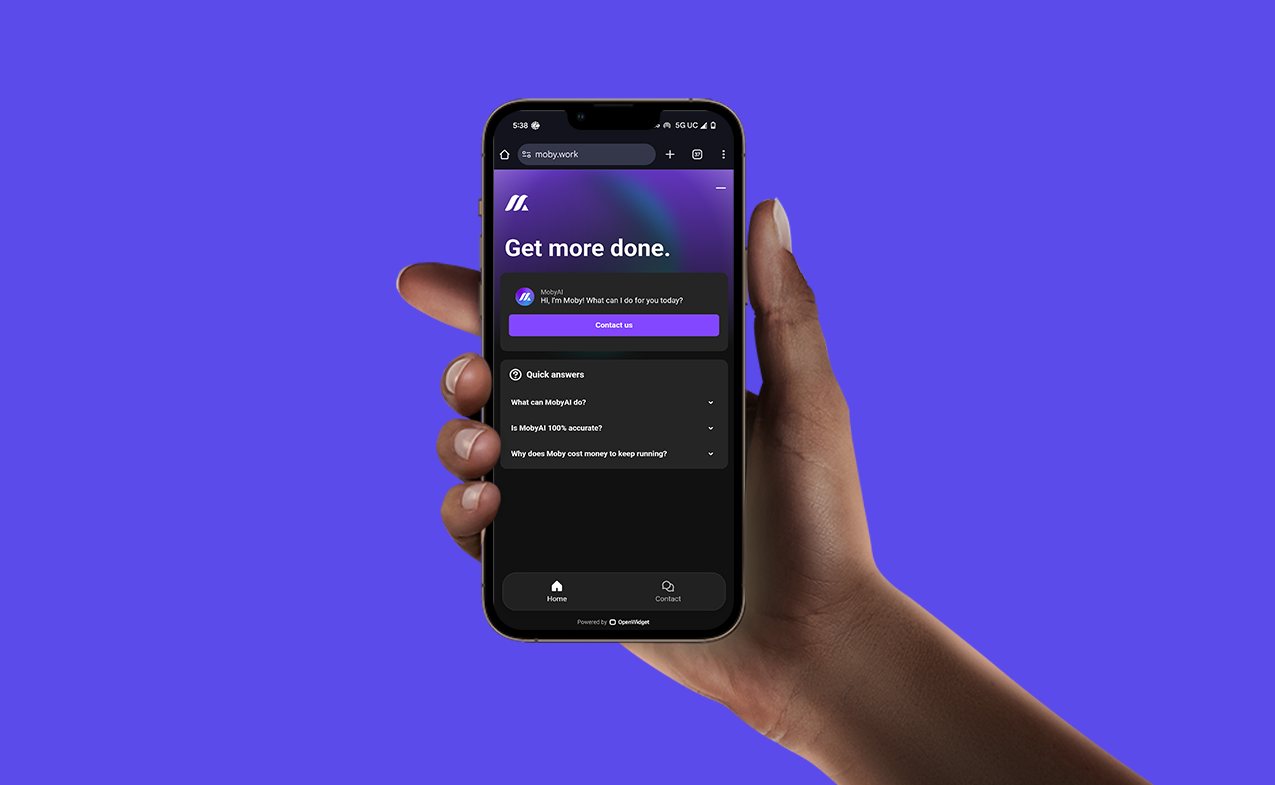 5:38
5G UC
moby.work
37
Get more done.
MobyAI
Hi, I'm Moby! What can I do for you today?
Contact us
Quick answers
What can MobyAI do?
Is MobyAI 100% accurate?
Why does Moby cost money to keep running?
Home
Contact
Powered by OpenWidget